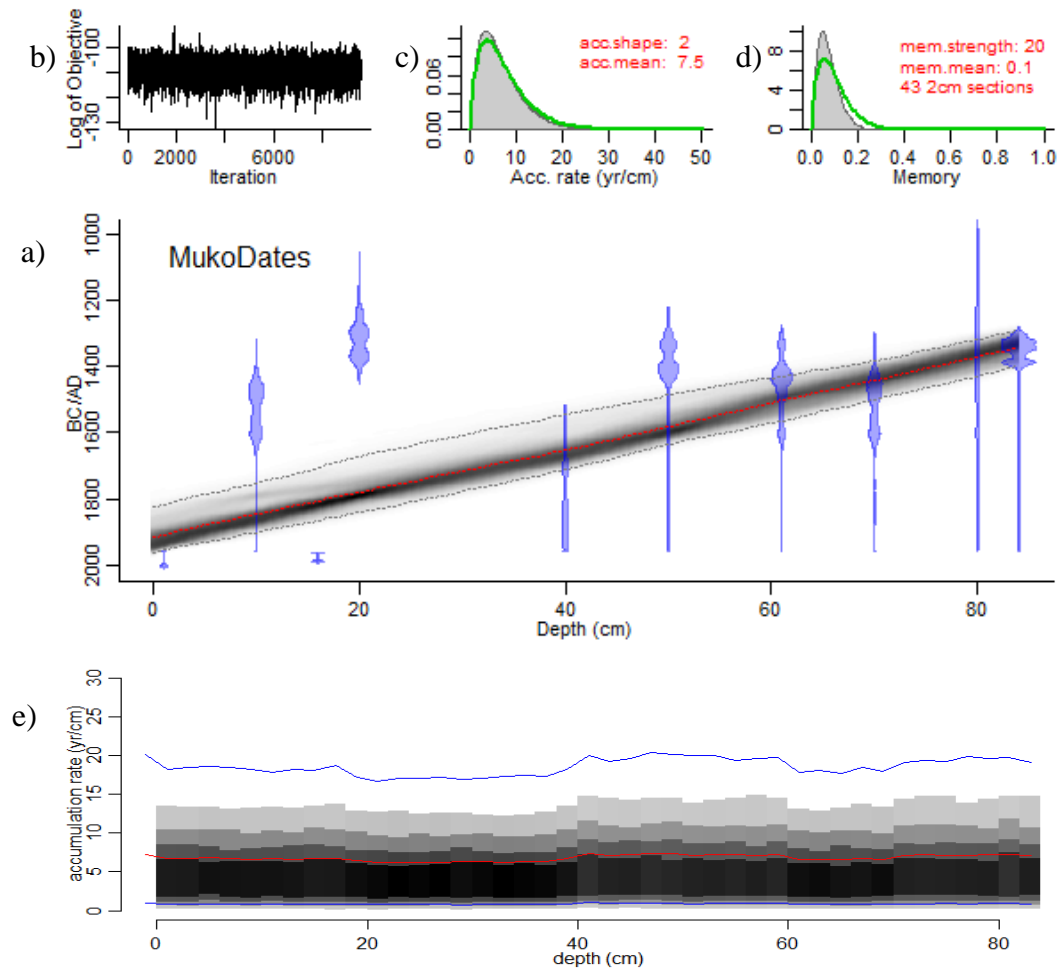 b)
Log of Objective
-100
-130
0
2000
6000
Iteration
c)
0.00
0.06
acc.shape: 2
acc.mean: 7.5
0
10
20
30
40
50
Acc. rate (yr/cm)
d)
0
4
8
mem.strength: 20
mem.mean: 0.1
43 2cm sections
0.0
0.2
0.4
0.6
0.8
1.0
Memory
a)
MukoDates
BC/AD
1000
1200
1400
1600
1800
2000
0
20
40
60
80
Depth (cm)
e)
accumulation rate (yr/cm)
30
25
20
15
10
5
0
0
20
40
60
80
depth (cm)